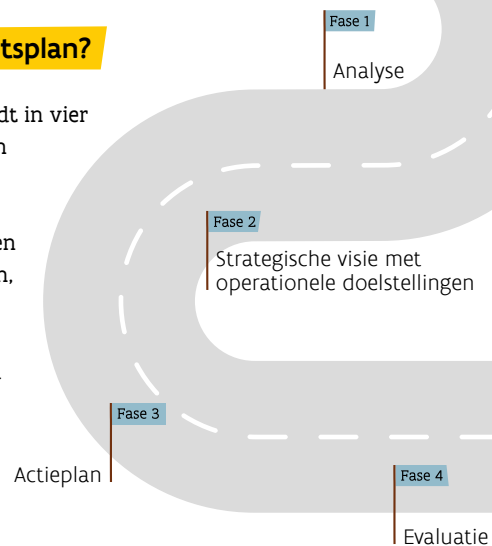 tsplan?
dt in vier
Fase 1
Analyse
Fase 2
Strategische visie met
operationele doelstellingen
Fase 3
Actieplan
Fase 4
Evaluatie